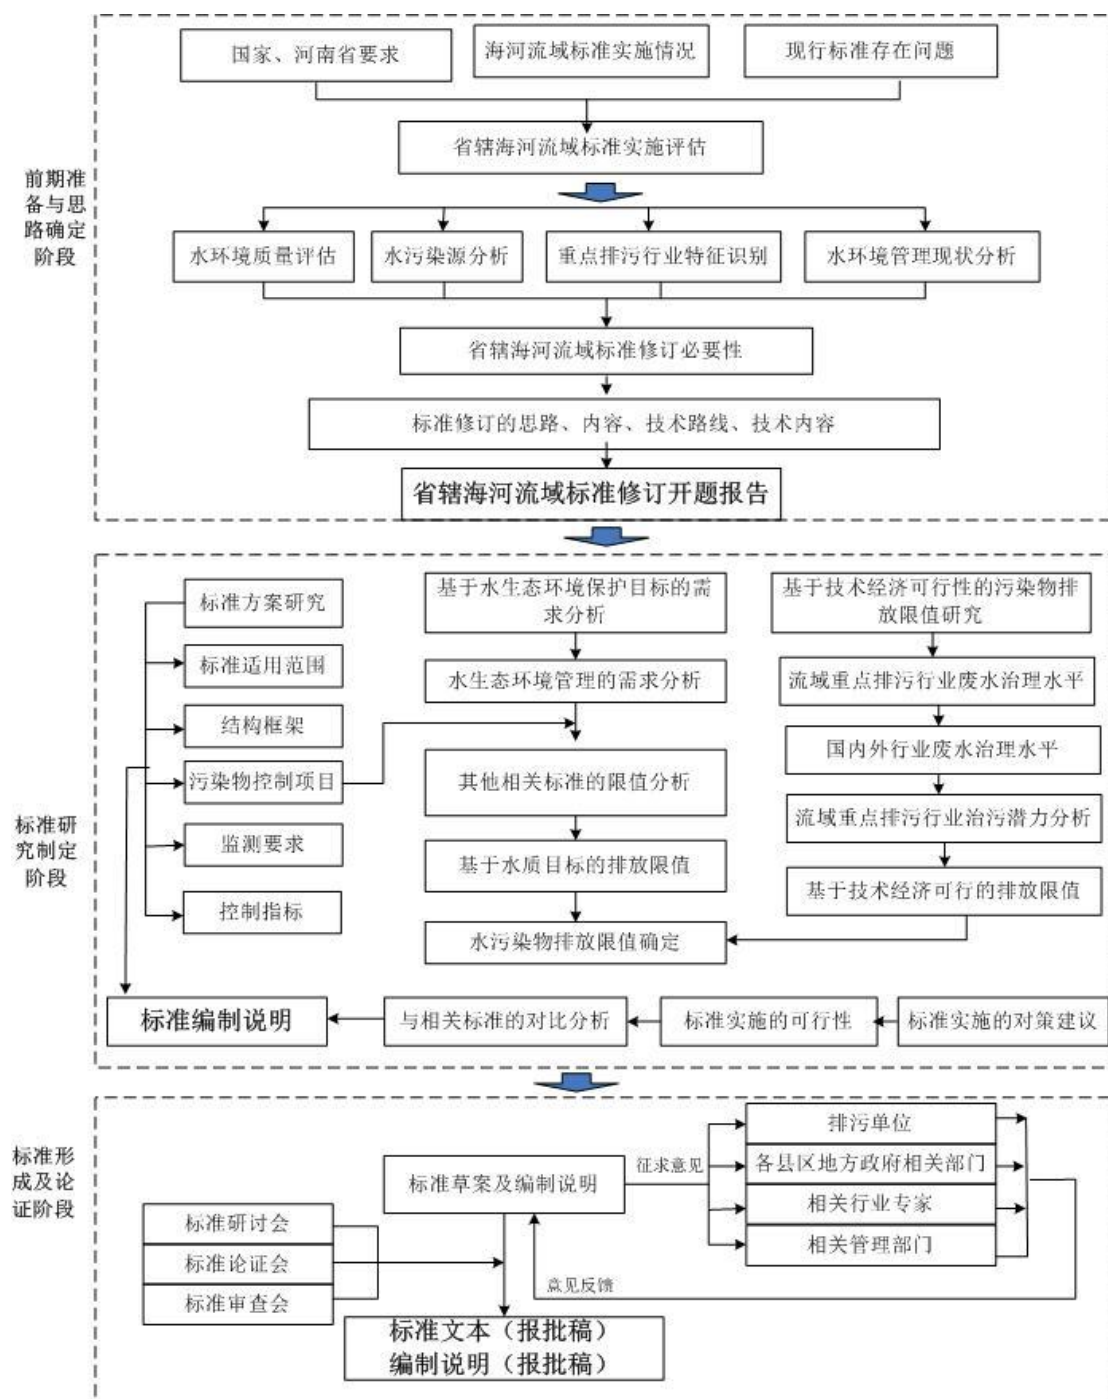 国家、河南省要求
海河流域标准实施情况
现行标准存在问题
省辖海河流域标准实施评估
前期准
备与思
路确定
阶段
水环境质量评估
水污染源分析
重点排污行业特征识别
水环境管理现状分析
省辖海河流域标准修订必要性
标准修订的思路、内容、技术路线、技术内容
省辖海河流域标准修订开题报告
标准研
究制定
阶段
标准方案研究
标准适用范围
结构框架
污染物控制项目
监测要求
控制指标
基于水生态环境保护目标的需
求分析
水生态环境管理的需求分析
其他相关标准的限值分析
基于水质目标的排放限值
水污染物排放限值确定
基于技术经济可行性的污染物排
放限值研究
流域重点排污行业废水治理水平
国内外行业废水治理水平
流域重点排污行业治污潜力分析
基于技术经济可行的排放限值
标准编制说明
与相关标准的对比分析
标准实施的可行性
标准实施的对策建议
标准形
成及论
证阶段
标准草案及编制说明
征求意见
排污单位
各县区地方政府相关部门
相关行业专家
相关管理部门
标准研讨会
标准论证会
标准审查会
意见反馈
标准文本（报批稿）
编制说明（报批稿）